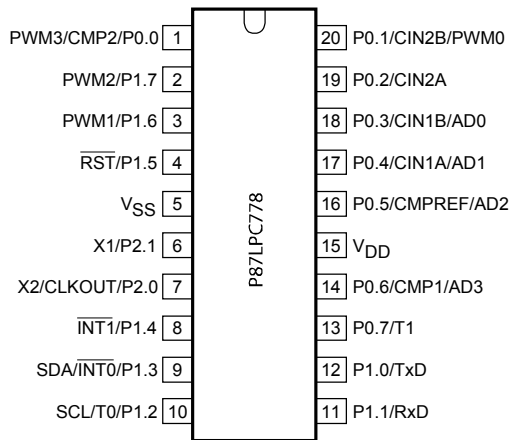 PWM3/CMP2/P0.0 1 20 P0.1/CIN2B/PWM0
PWM2/P1.7 2 19 P0.2/CIN2A
PWM1/P1.6 3 18 P0.3/CIN1B/AD0
RST/P1.5 4 17 P0.4/CIN1A/AD1
VSS 5 16 P0.5/CMPREF/AD2
X1/P2.1 6 15 VDD
X2/CLKOUT/P2.0 7 14 P0.6/CMP1/AD3
INT1/P1.4 8 13 P0.7/T1
SDA/INT0/P1.3 9 12 P1.0/TxD
SCL/T0/P1.2 10 11 P1.1/RxD
P87LPC778